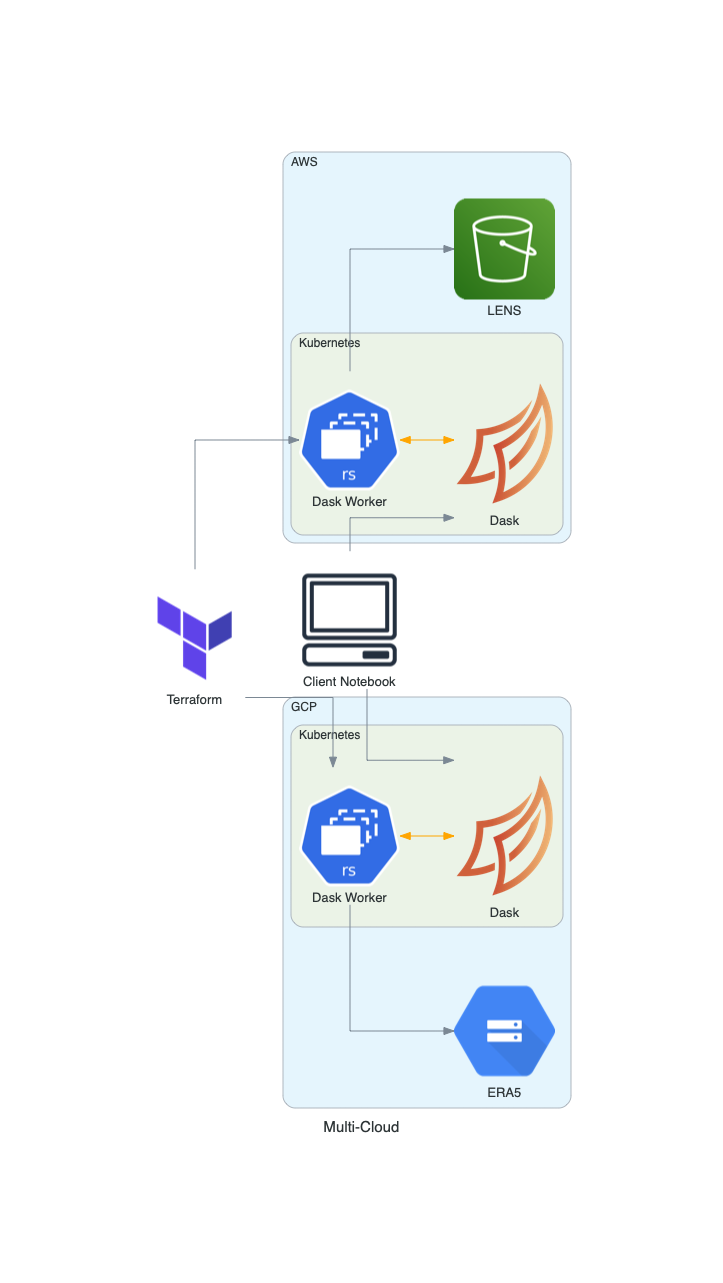 AWS
LENS
Kubernetes
rs
Dask Worker
Dask
Terraform
Client Notebook
GCP
Kubernetes
rs
Dask Worker
Dask
ERA5
Multi-Cloud